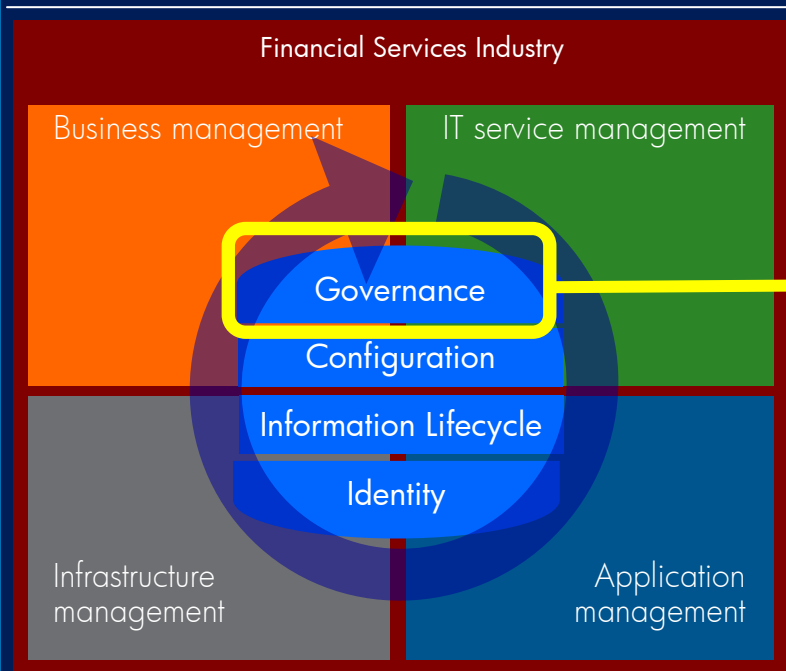 Financial Services Industry
Business management
IT service management
Governance
Configuration
Information Lifecycle
Identity
Infrastructure
management
Application
management